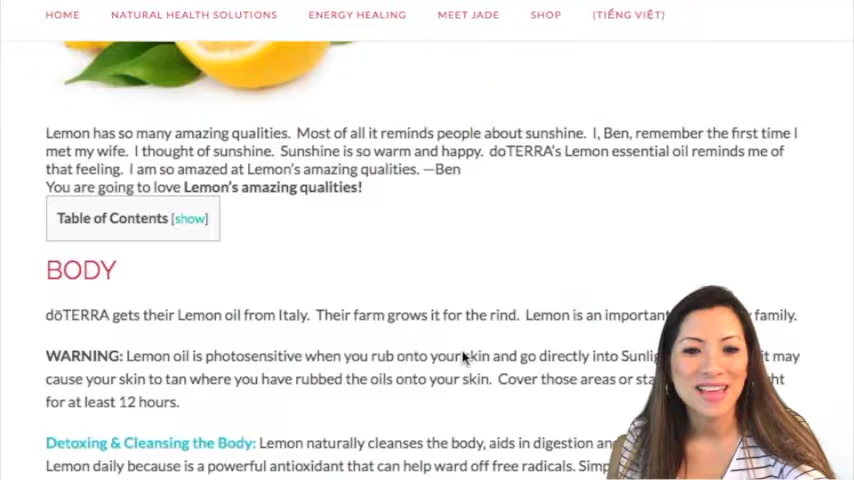 HOME NATURAL HEALTH SOLUTIONS ENERGY HEALING MEET JADE SHOP (TIẾNG VIỆT)
Lemon has so many amazing qualities. Most of all it reminds people about sunshine. I, Ben, remember the first time I
met my wife. I thought of sunshine. Sunshine is so warm and happy. doTERRA's Lemon essential oil reminds me of
that feeling. I am so amazed at Lemon's amazing qualities. —Ben
You are going to love Lemon's amazing qualities!
Table of Contents [show]
BODY
dōTERRA gets their Lemon oil from Italy. Their farm grows it for the rind. Lemon is an important family.
WARNING: Lemon oil is photosensitive when you rub onto your skin and go directly into it may
cause your skin to tan where you have rubbed the oils onto your skin. Cover those areas or
for at least 12 hours.
Detoxing & Cleansing the Body: Lemon naturally cleanses the body, aids in digestion
Lemon daily because is a powerful antioxidant that can help ward off free radicals.